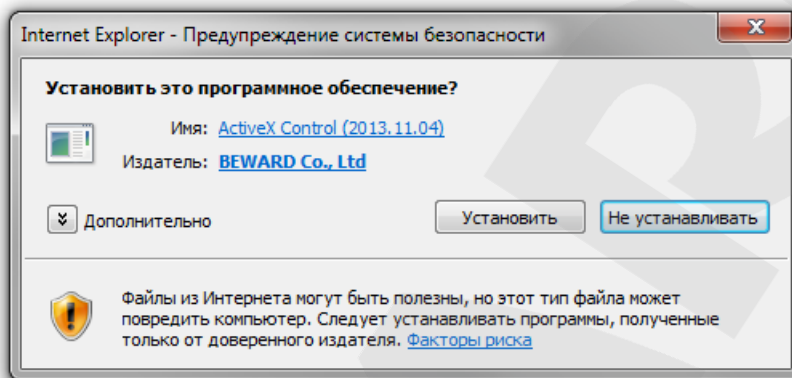 Internet Explorer - Предупреждение системы безопасности
Установить это программное обеспечение?
Имя: ActiveX Control (2013.11.04)
Издатель: BEWARD Co., Ltd
Дополнительно
Установить
Не устанавливать
Файлы из Интернета могут быть полезны, но этот тип файла может
повредить компьютер. Следует устанавливать программы, полученные
только от доверенного издателя. Факторы риска